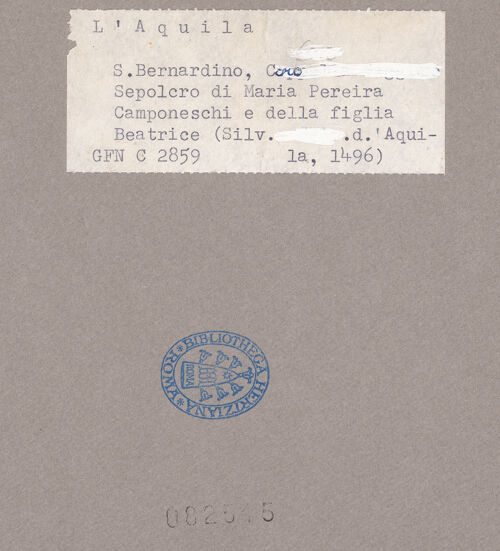 L'Aquila
S.Bernardino, Coro
Sepolcro di Maria Pereira
Camponeschi e della figlia
Beatrice (Silv. .d.'Aqui-
GFN C 2859 la, 1496)
BIBLIOTHECA HERTZIANA * ROMA *
ROMA